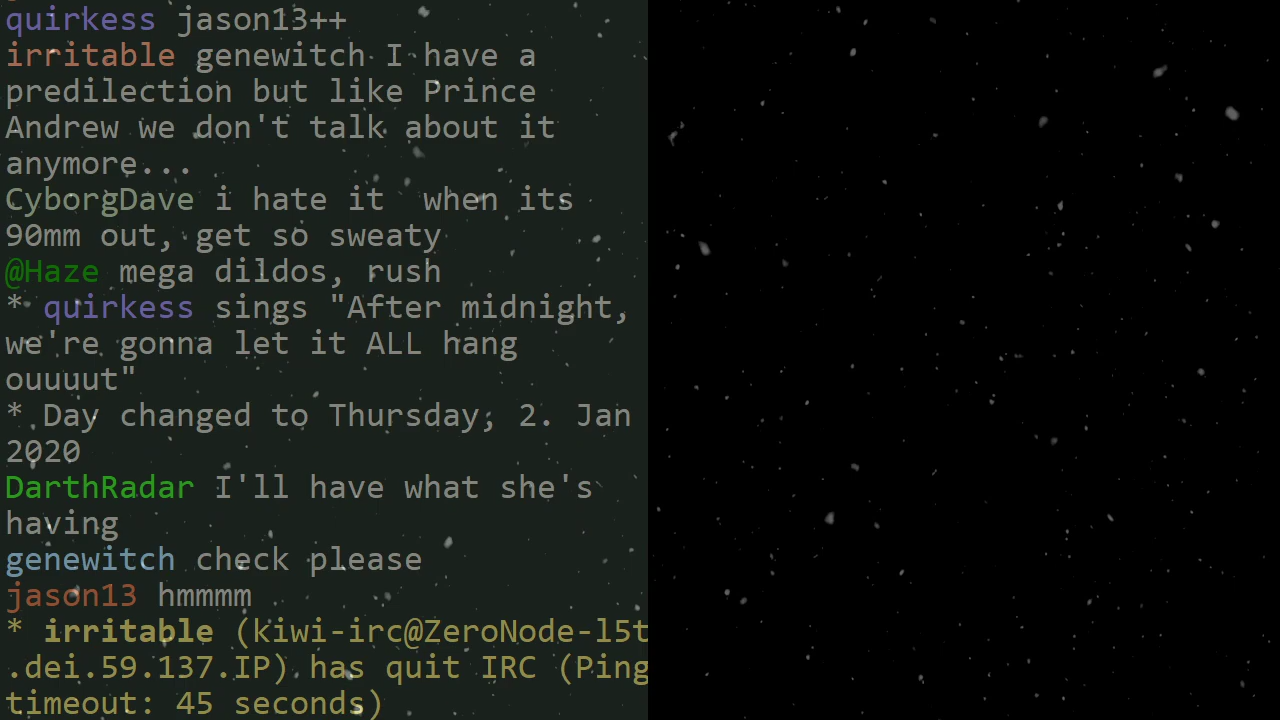 quirkess jason13++
irritable genewitch I have a
predilection but like Prince
Andrew we don't talk about it
anymore...
CyborgDave i hate it  when its
90mm out, get so sweaty
@Haze mega dildos, rush
* quirkess sings "After midnight,
we're gonna let it ALL hang
ouuuut"
* Day changed to Thursday, 2. Jan
2020
DarthRadar I'll have what she's
having
genewitch check please
jason13 hmmmm
* irritable (kiwi-irc@ZeroNode-l5t
.dei.59.137.IP) has quit IRC (Ping
timeout: 45 seconds)